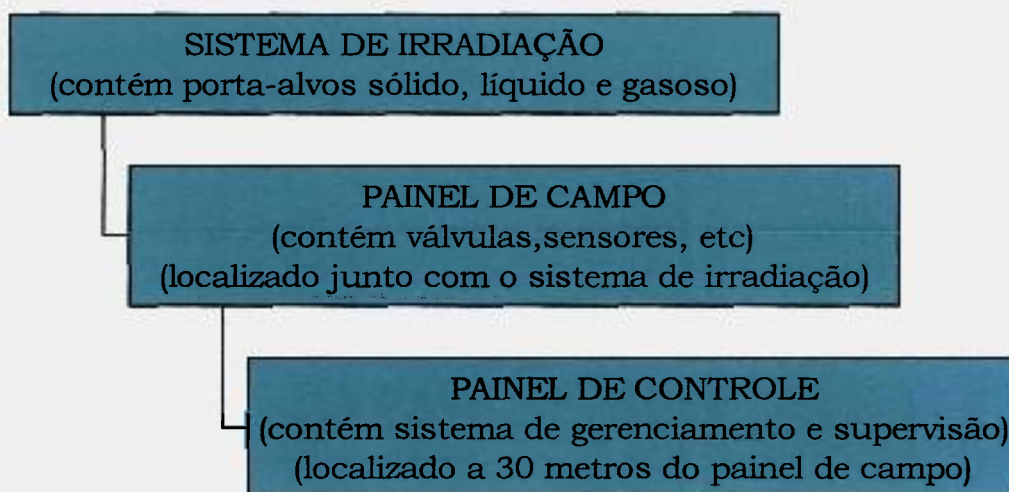 SISTEMA DE IRRADIAÇÃO
(contém porta-alvos sólido, líquido e gasoso)
PAINEL DE CAMPO
(contém válvulas,sensores, etc)
(localizado junto com o sistema de irradiação)
PAINEL DE CONTROLE
(contém sistema de gerenciamento e supervisão)
(localizado a 30 metros do painel de campo)